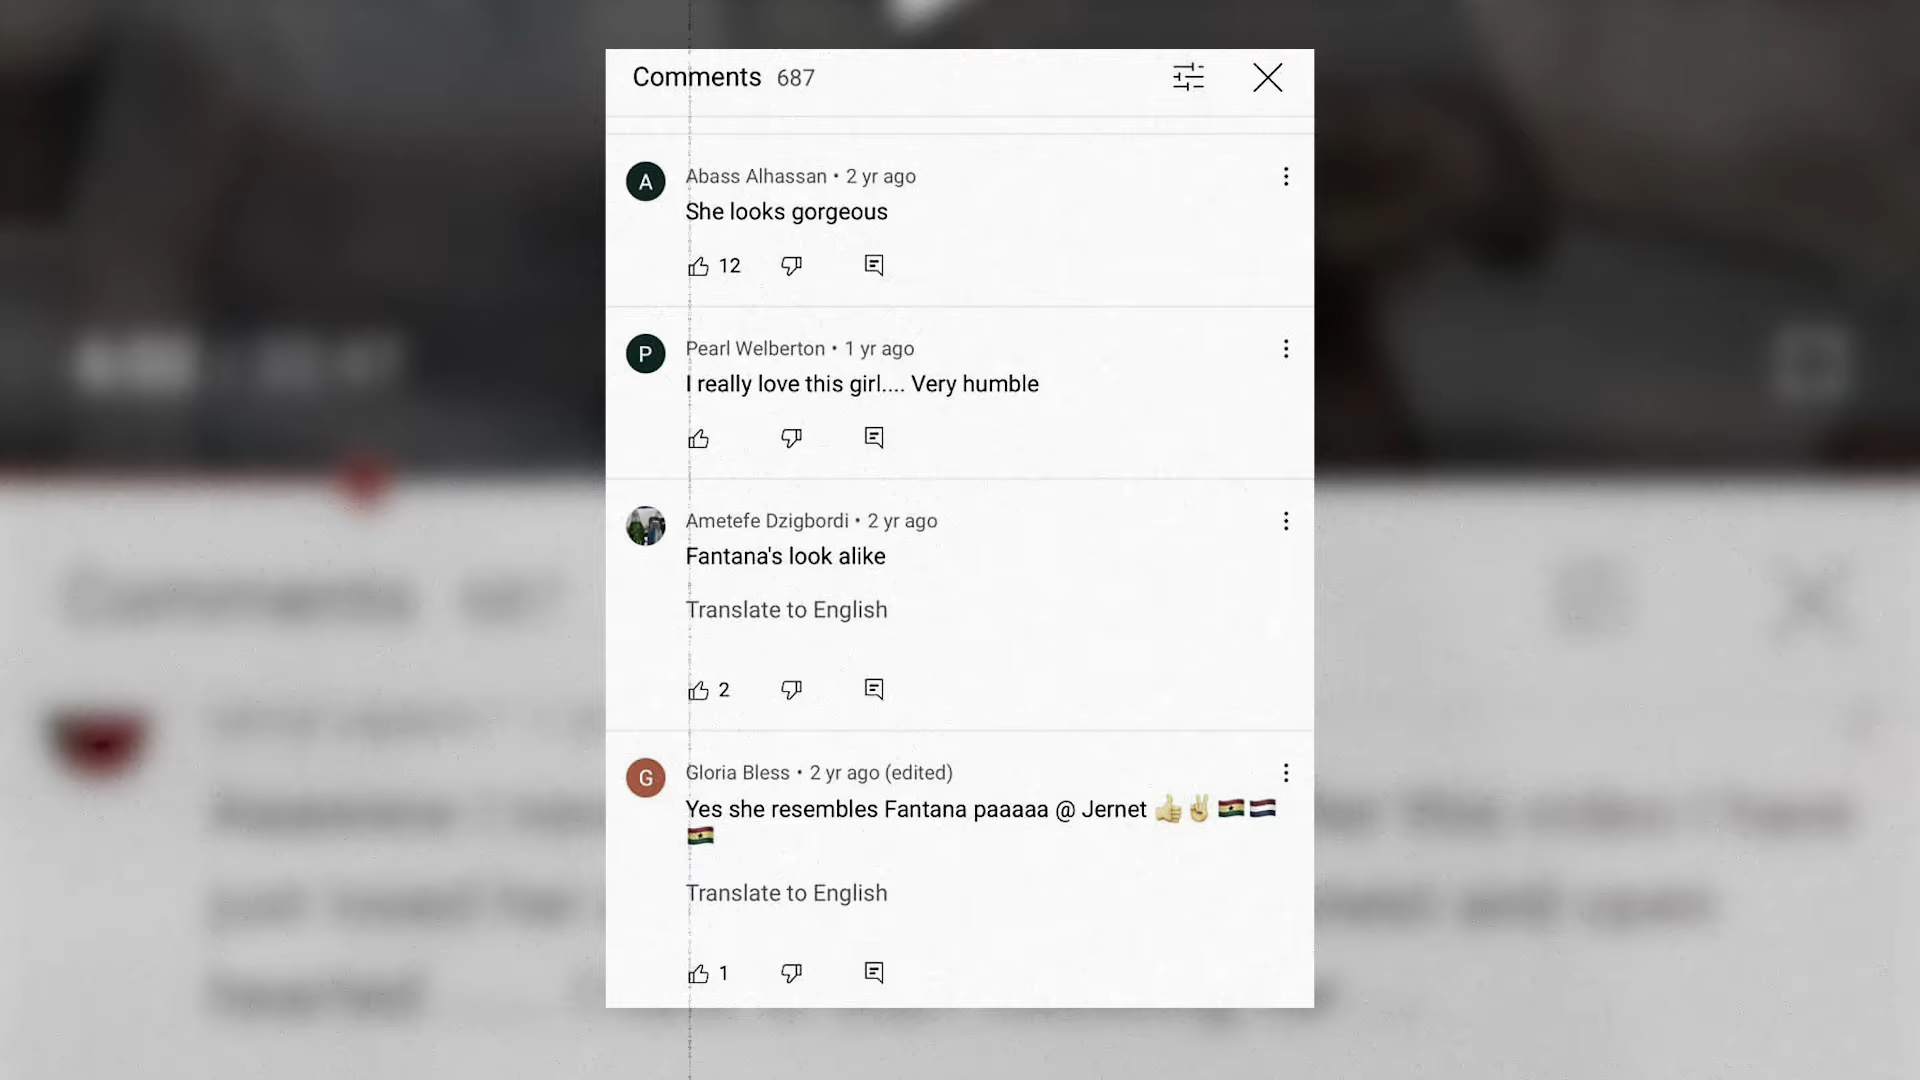 Comments 687
A
Abass Alhassan • 2 yr ago
She looks gorgeous
12
P
Pearl Welberton • 1 yr ago
I really love this girl.... Very humble
Ametefe Dzigbordi • 2 yr ago
Fantana's look alike
Translate to English
2
G
Gloria Bless • 2 yr ago (edited)
Yes she resembles Fantana paaaaa @ Jernet 👍✌🇬🇭🇳🇱
🇬🇭
Translate to English
1